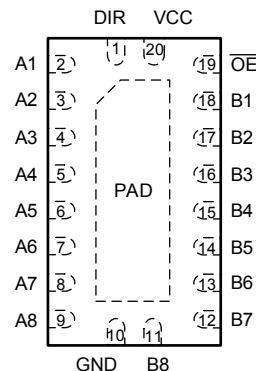 DIR VCC
1 20
A1 2 19 OE
A2 3 18 B1
A3 4 17 B2
A4 5 16 B3
A5 6 15 B4
A6 7 14 B5
A7 8 13 B6
A8 9 12 B7
PAD
10 11
GND B8